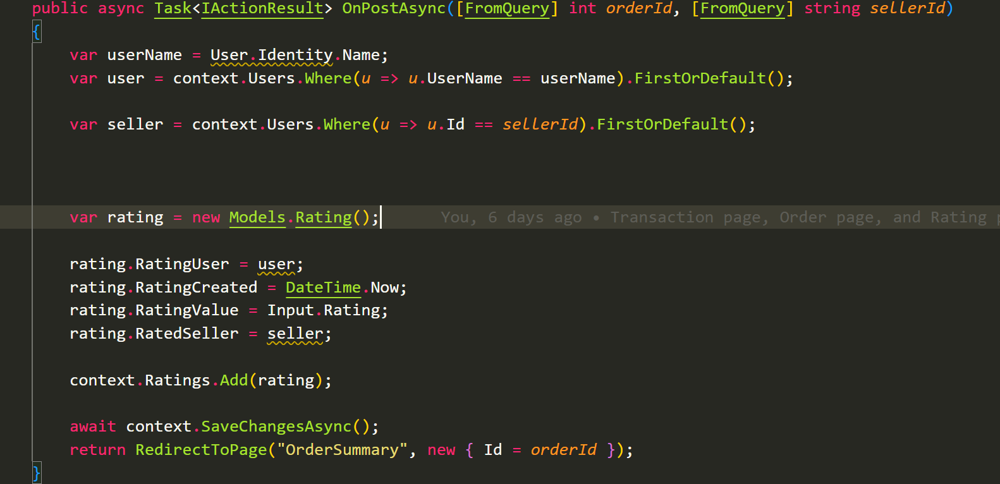 public async Task<IActionResult> OnPostAsync([FromQuery] int orderId, [FromQuery] string sellerId)
{
var userName = User.Identity.Name;
var user = context.Users.Where(u => u.UserName == userName).FirstOrDefault();
var seller = context.Users.Where(u => u.Id == sellerId).FirstOrDefault();
var rating = new Models.Rating(); You, 6 days ago • Transaction page, Order page, and Rating
rating.RatingUser = user;
rating.RatingCreated = DateTime.Now;
rating.RatingValue = Input.Rating;
rating.RatedSeller = seller;
context.Ratings.Add(rating);
await context.SaveChangesAsync();
return RedirectToPage("OrderSummary", new { Id = orderId });
}